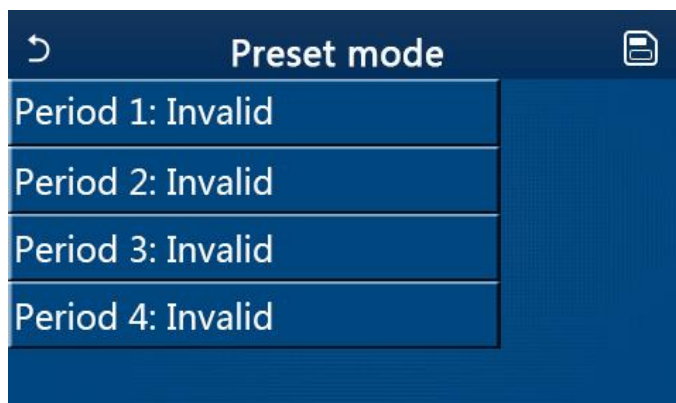 Preset mode
Period 1: Invalid
Period 2: Invalid
Period 3: Invalid
Period 4: Invalid